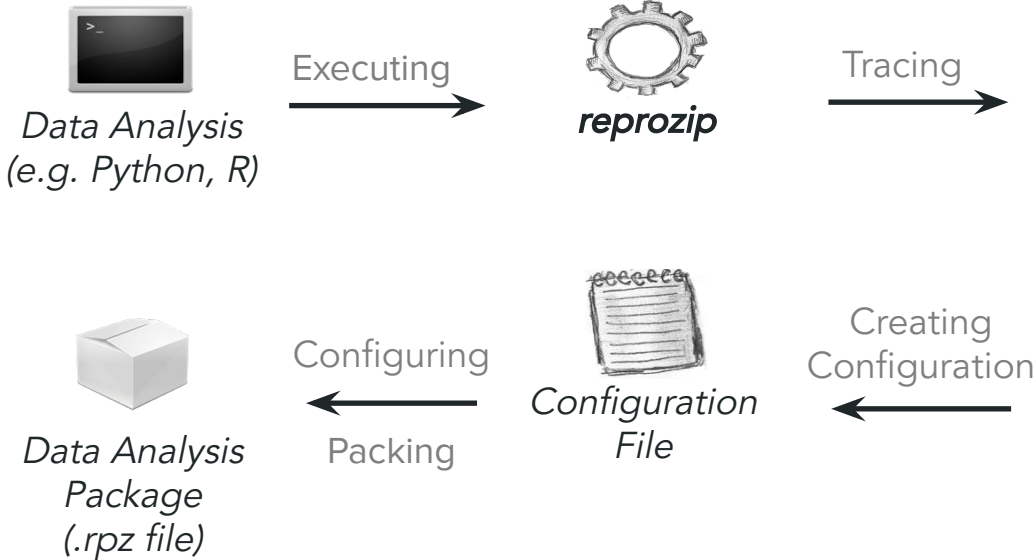 >_
Executing
Tracing
Data Analysis
(e.g. Python, R)
reprozip
Creating
Configuration
Configuring
Packing
Configuration
File
Data Analysis
Package
(.rpz file)